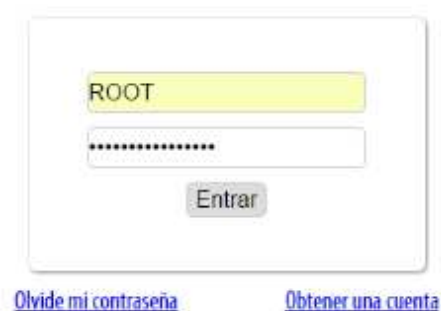 ROOT
••••••••••••••••
Entrar
Olvide mi contraseña
Obtener una cuenta